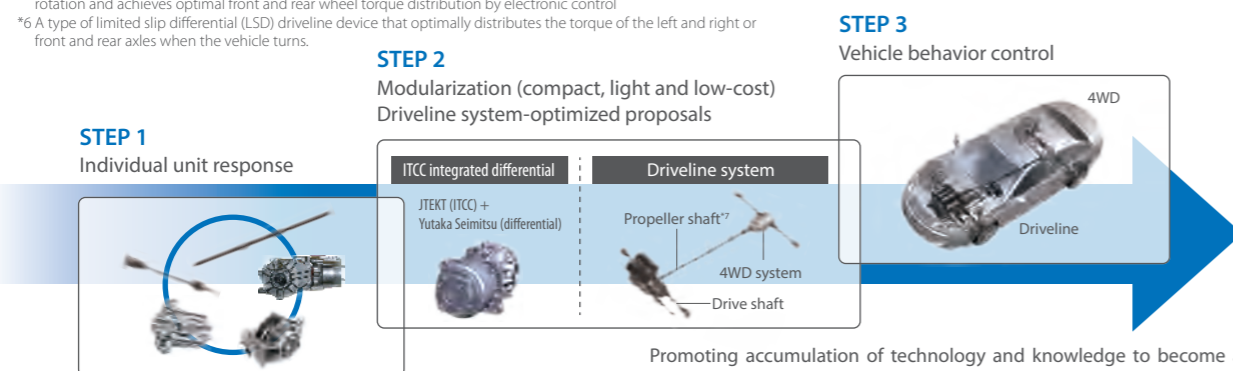 rotation and achieves optimal front and rear wheel torque distribution by electronic control
*6 A type of limited slip differential (LSD) driveline device that optimally distributes the torque of the left and right or
front and rear axles when the vehicle turns.
STEP 1
Individual unit response
STEP 2
Modularization (compact, light and low-cost)
Driveline system-optimized proposals
ITCC integrated differential
JTEKT (ITCC) +
Yutaka Seimitsu (differential)
Driveline system
Propeller shaft*7
4WD system
Drive shaft
STEP 3
Vehicle behavior control
4WD
Driveline
Promoting accumulation of technology and knowledge to become